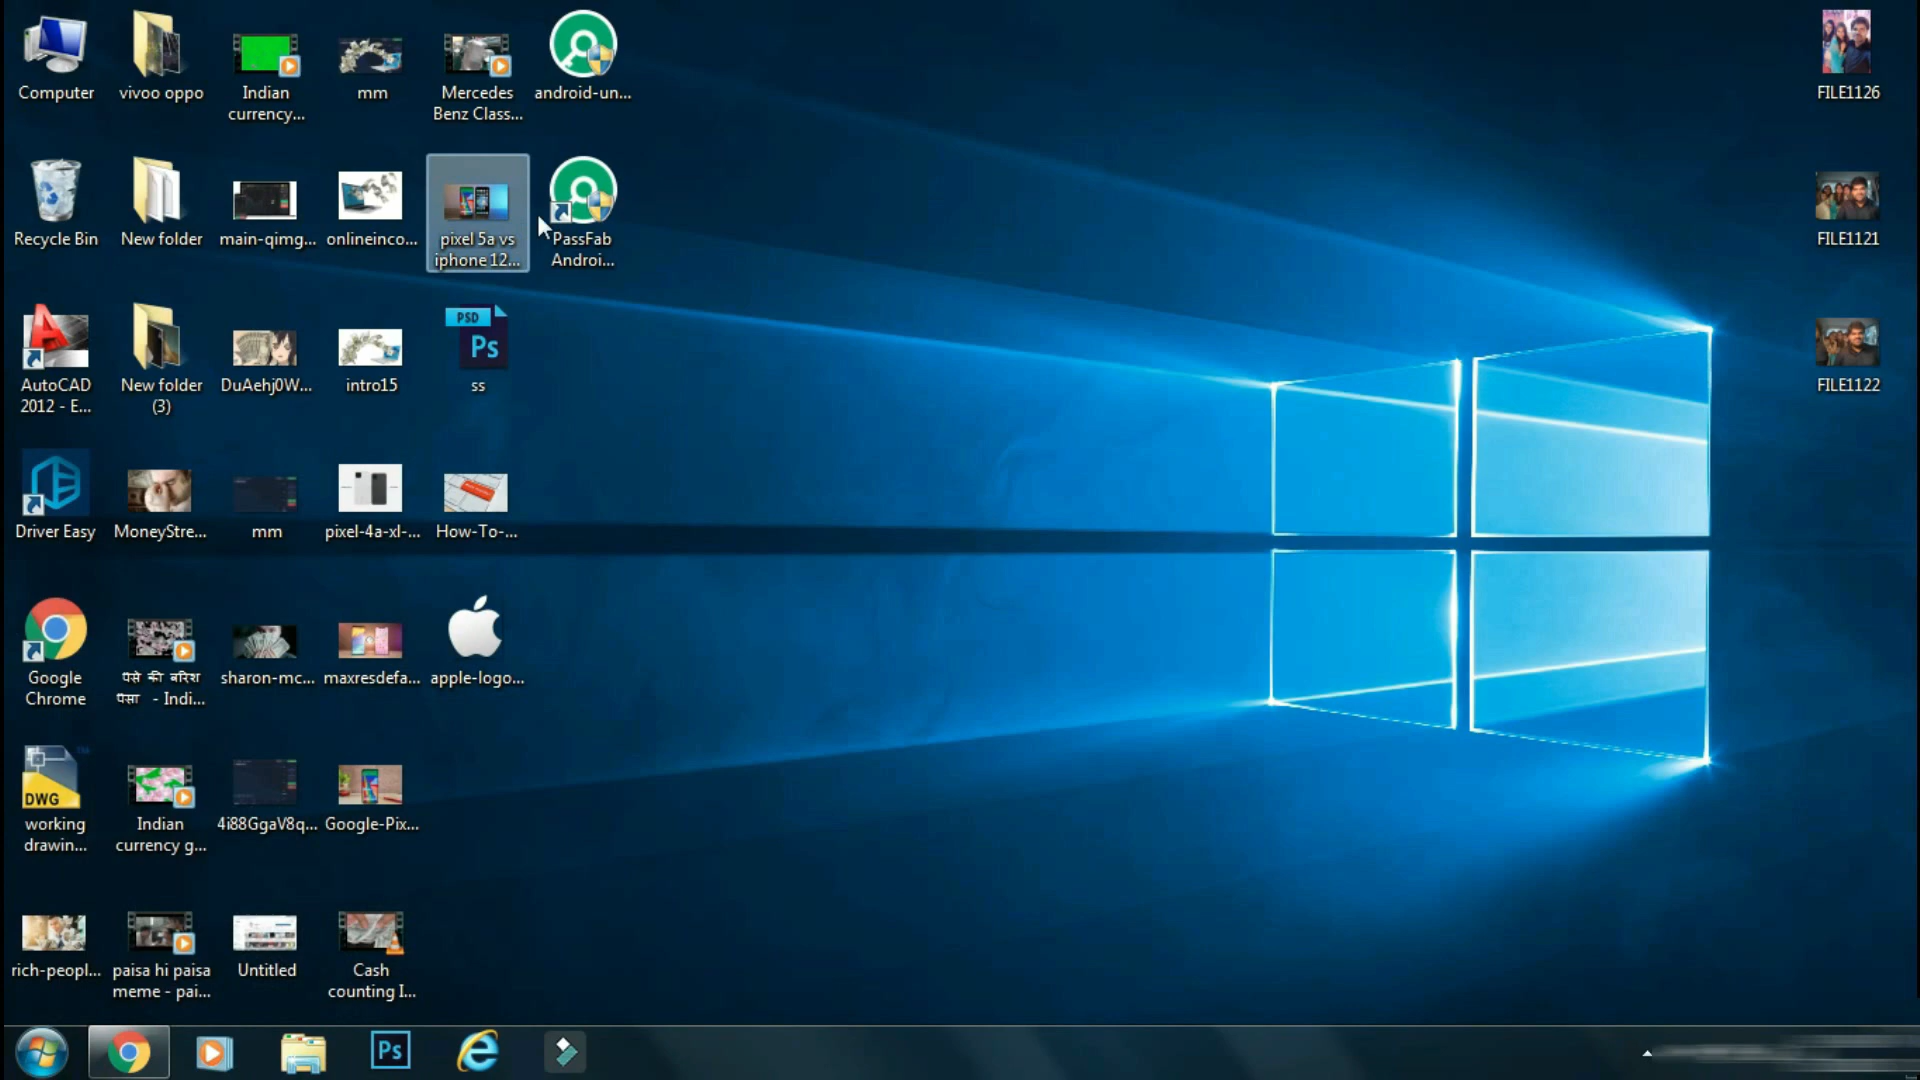 Computer
vivoo oppo
Indian
currency...
mm
Mercedes
Benz Class...
android-un...
FILE1126
Recycle Bin
New folder
main-qimg...
onlineinco...
pixel 5a vs
iphone 12...
PassFab
Androi...
FILE1121
AutoCAD
2012 - E...
New folder
(3)
DuAehj0W...
intro15
PSD
Ps
ss
FILE1122
Driver Easy
MoneyStre...
mm
pixel-4a-xl-...
How-To-...
Google
Chrome
पैसे की बारिश
पैसा - Indi...
sharon-mc...
maxresdefa...
apple-logo...
DWG
working
drawin...
Indian
currency g...
4i88GgaV8q...
Google-Pix...
rich-peopl...
paisa hi paisa
meme - pai...
Untitled
Cash
counting I...
Ps